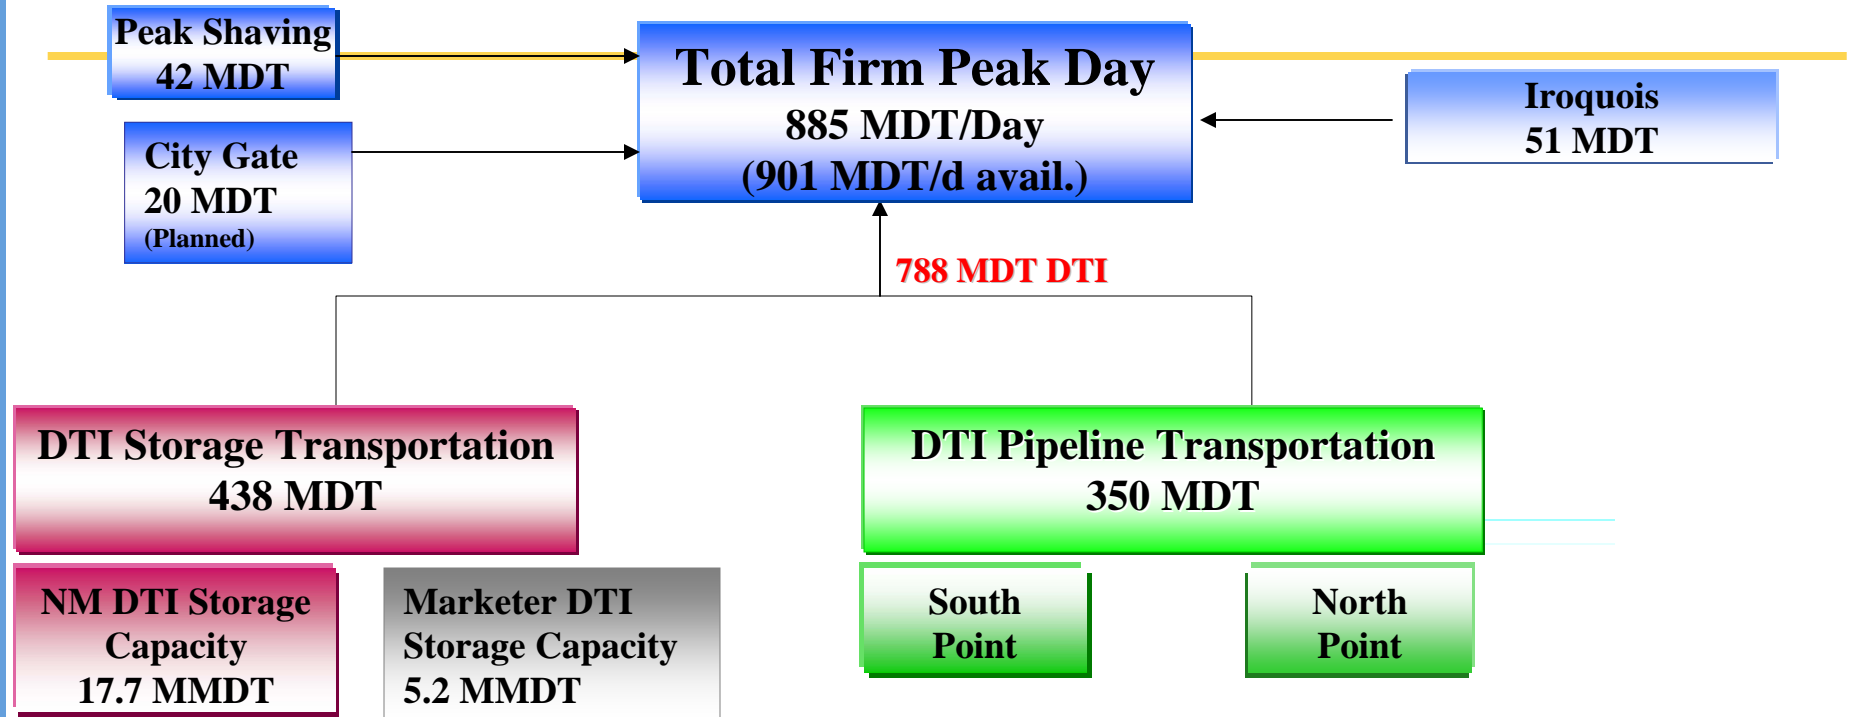 Peak Shaving
42 MDT
Total Firm Peak Day
885 MDT/Day
(901 MDT/d avail.)
Iroquois
51 MDT
City Gate
20 MDT
(Planned)
788 MDT DTI
DTI Storage Transportation
438 MDT
DTI Pipeline Transportation
350 MDT
NM DTI Storage
Capacity
17.7 MMDT
Marketer DTI
Storage Capacity
5.2 MMDT
South
Point
North
Point